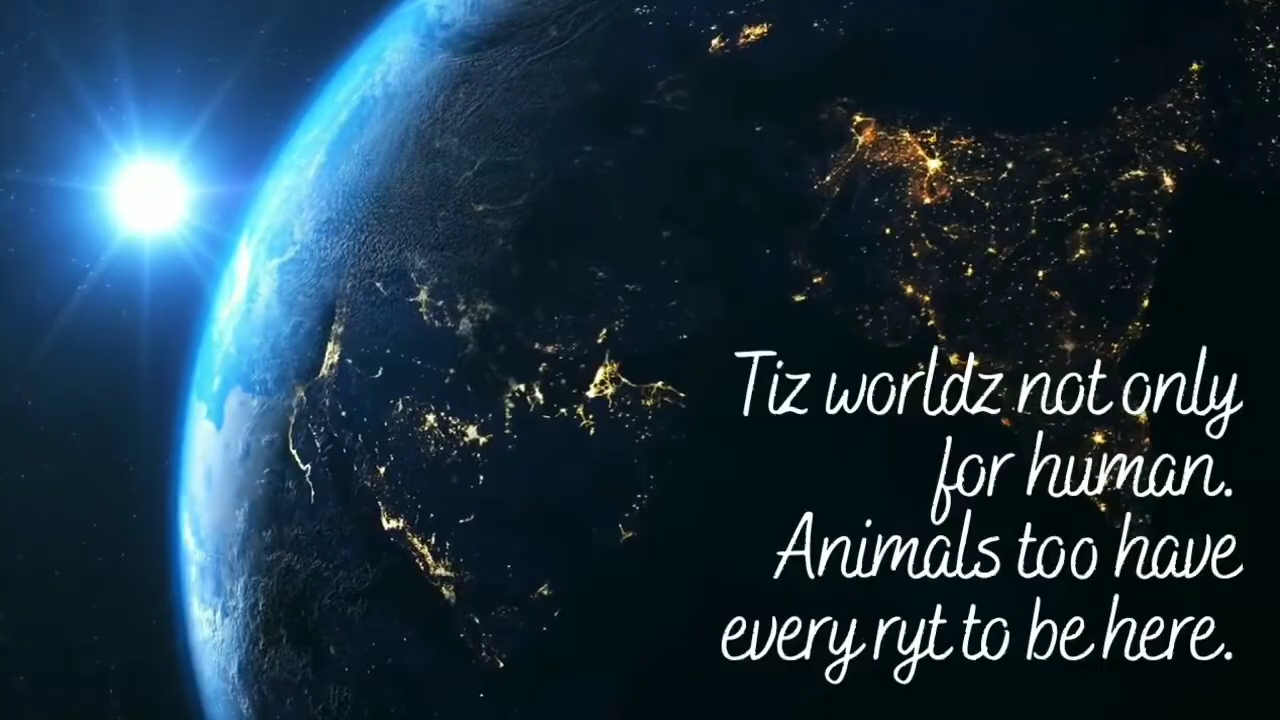 Tiz worldz not only
for human.
Animals too have
every ryt to be here.